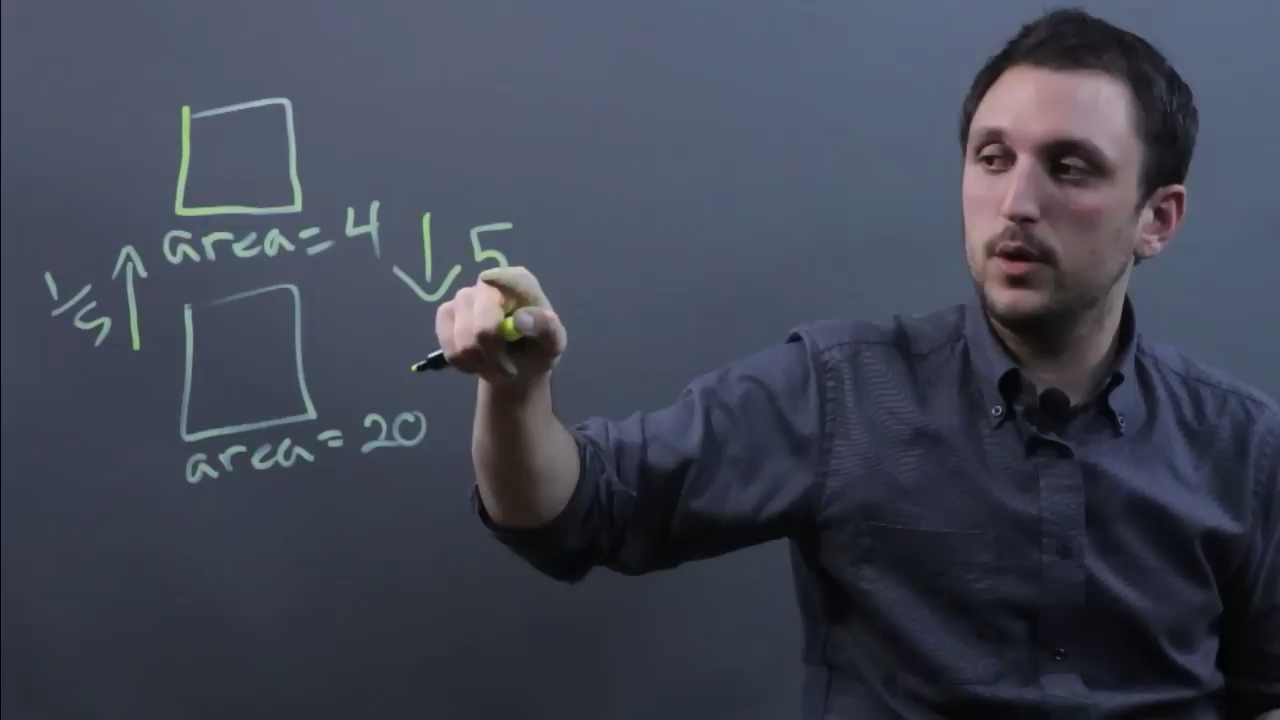 area = 4
5
1/5
area = 20